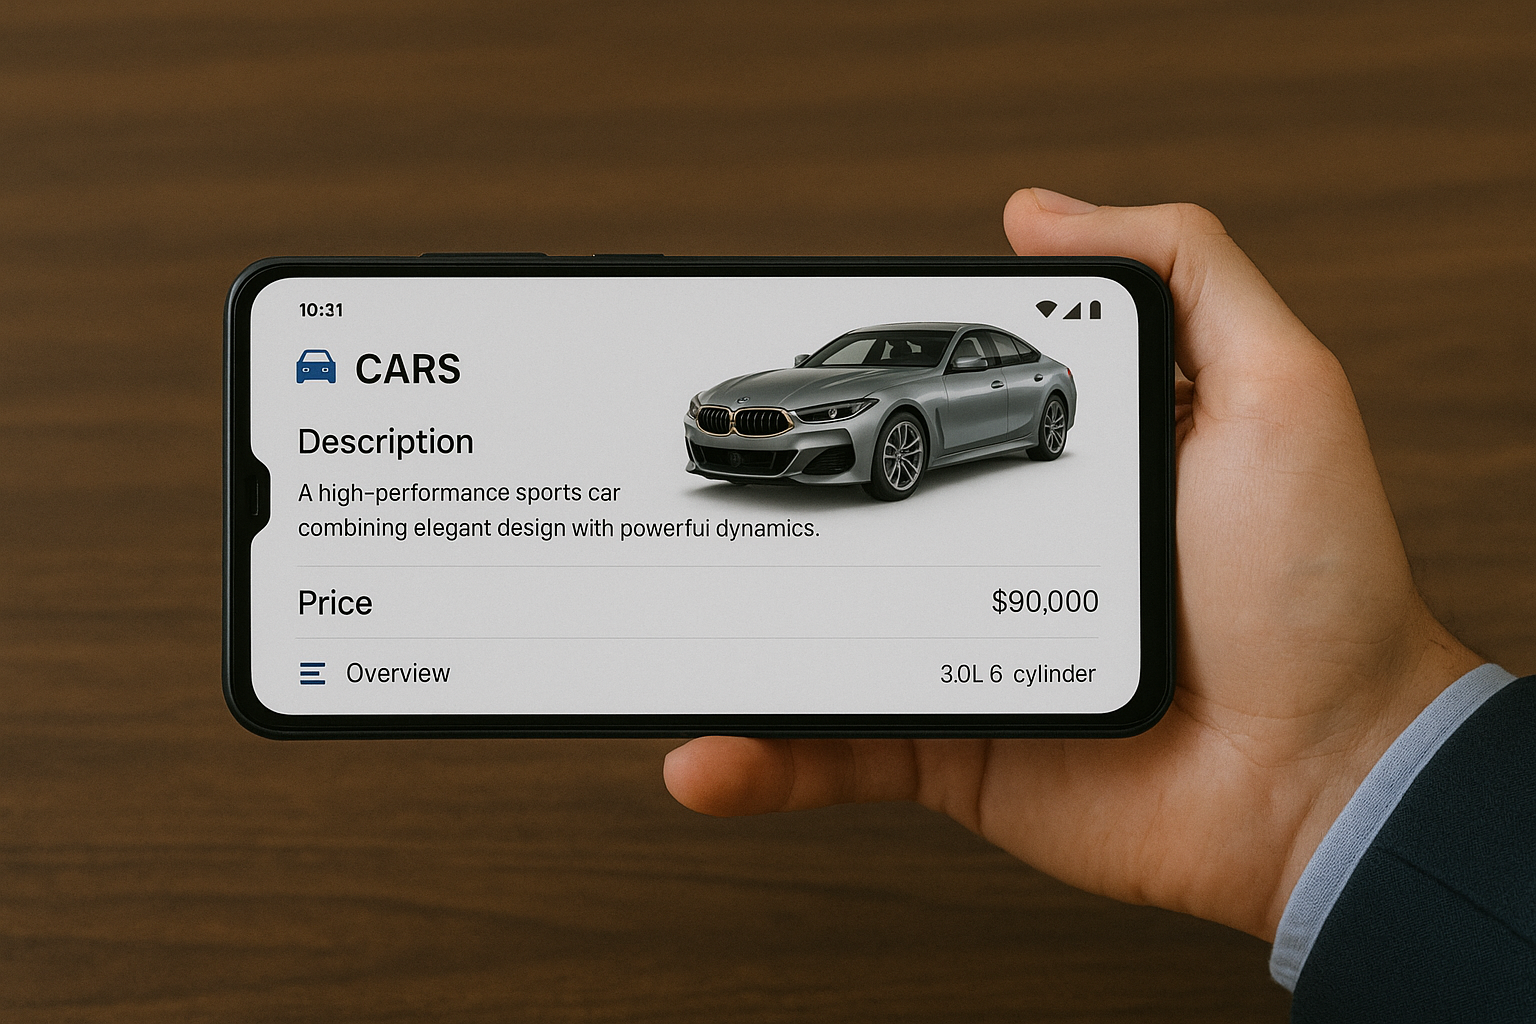 10:31
CARS
Description
A high-performance sports car
combining elegant design with powerfui dynamics.
Price
$90,000
Overview
3.0L 6 cylinder